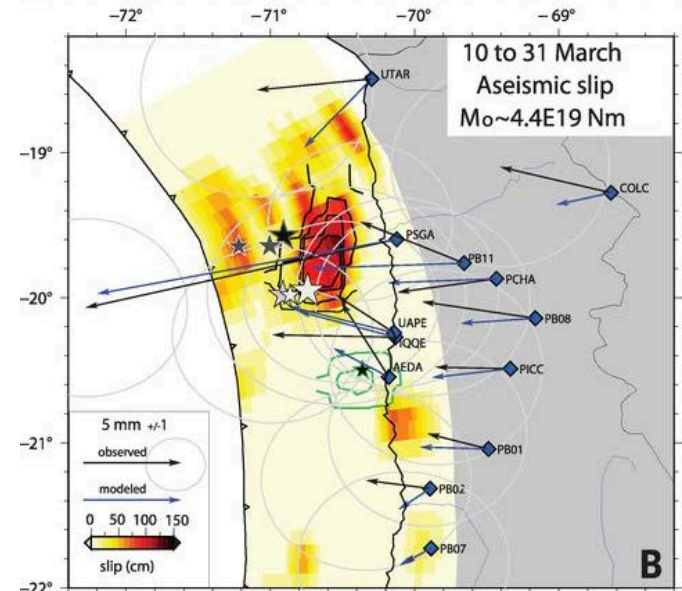 −72° −71° −70° −69°
10 to 31 March
Aseismic slip
Mo~4.4E19 Nm
UTAR
−19°
COLC
PSGA
PB11
PCHA
−20°
PB08
UAPE
IQQE
AEDA
PICC
5 mm +/-1
−21°
observed
PB01
modeled
PB02
0 50 100 150
slip (cm)
PB07
B
−22°